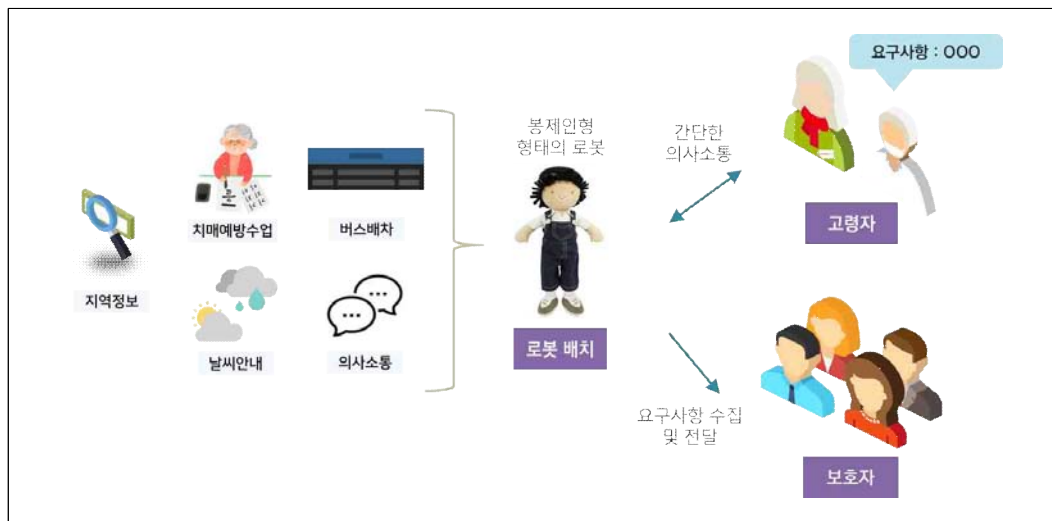 요구사항 : OOO
봉제인형
형태의 로봇
간단한
의사소통
치매예방수업
버스배차
고령자
지역정보
날씨안내
의사소통
로봇 배치
요구사항 수집
및 전달
보호자